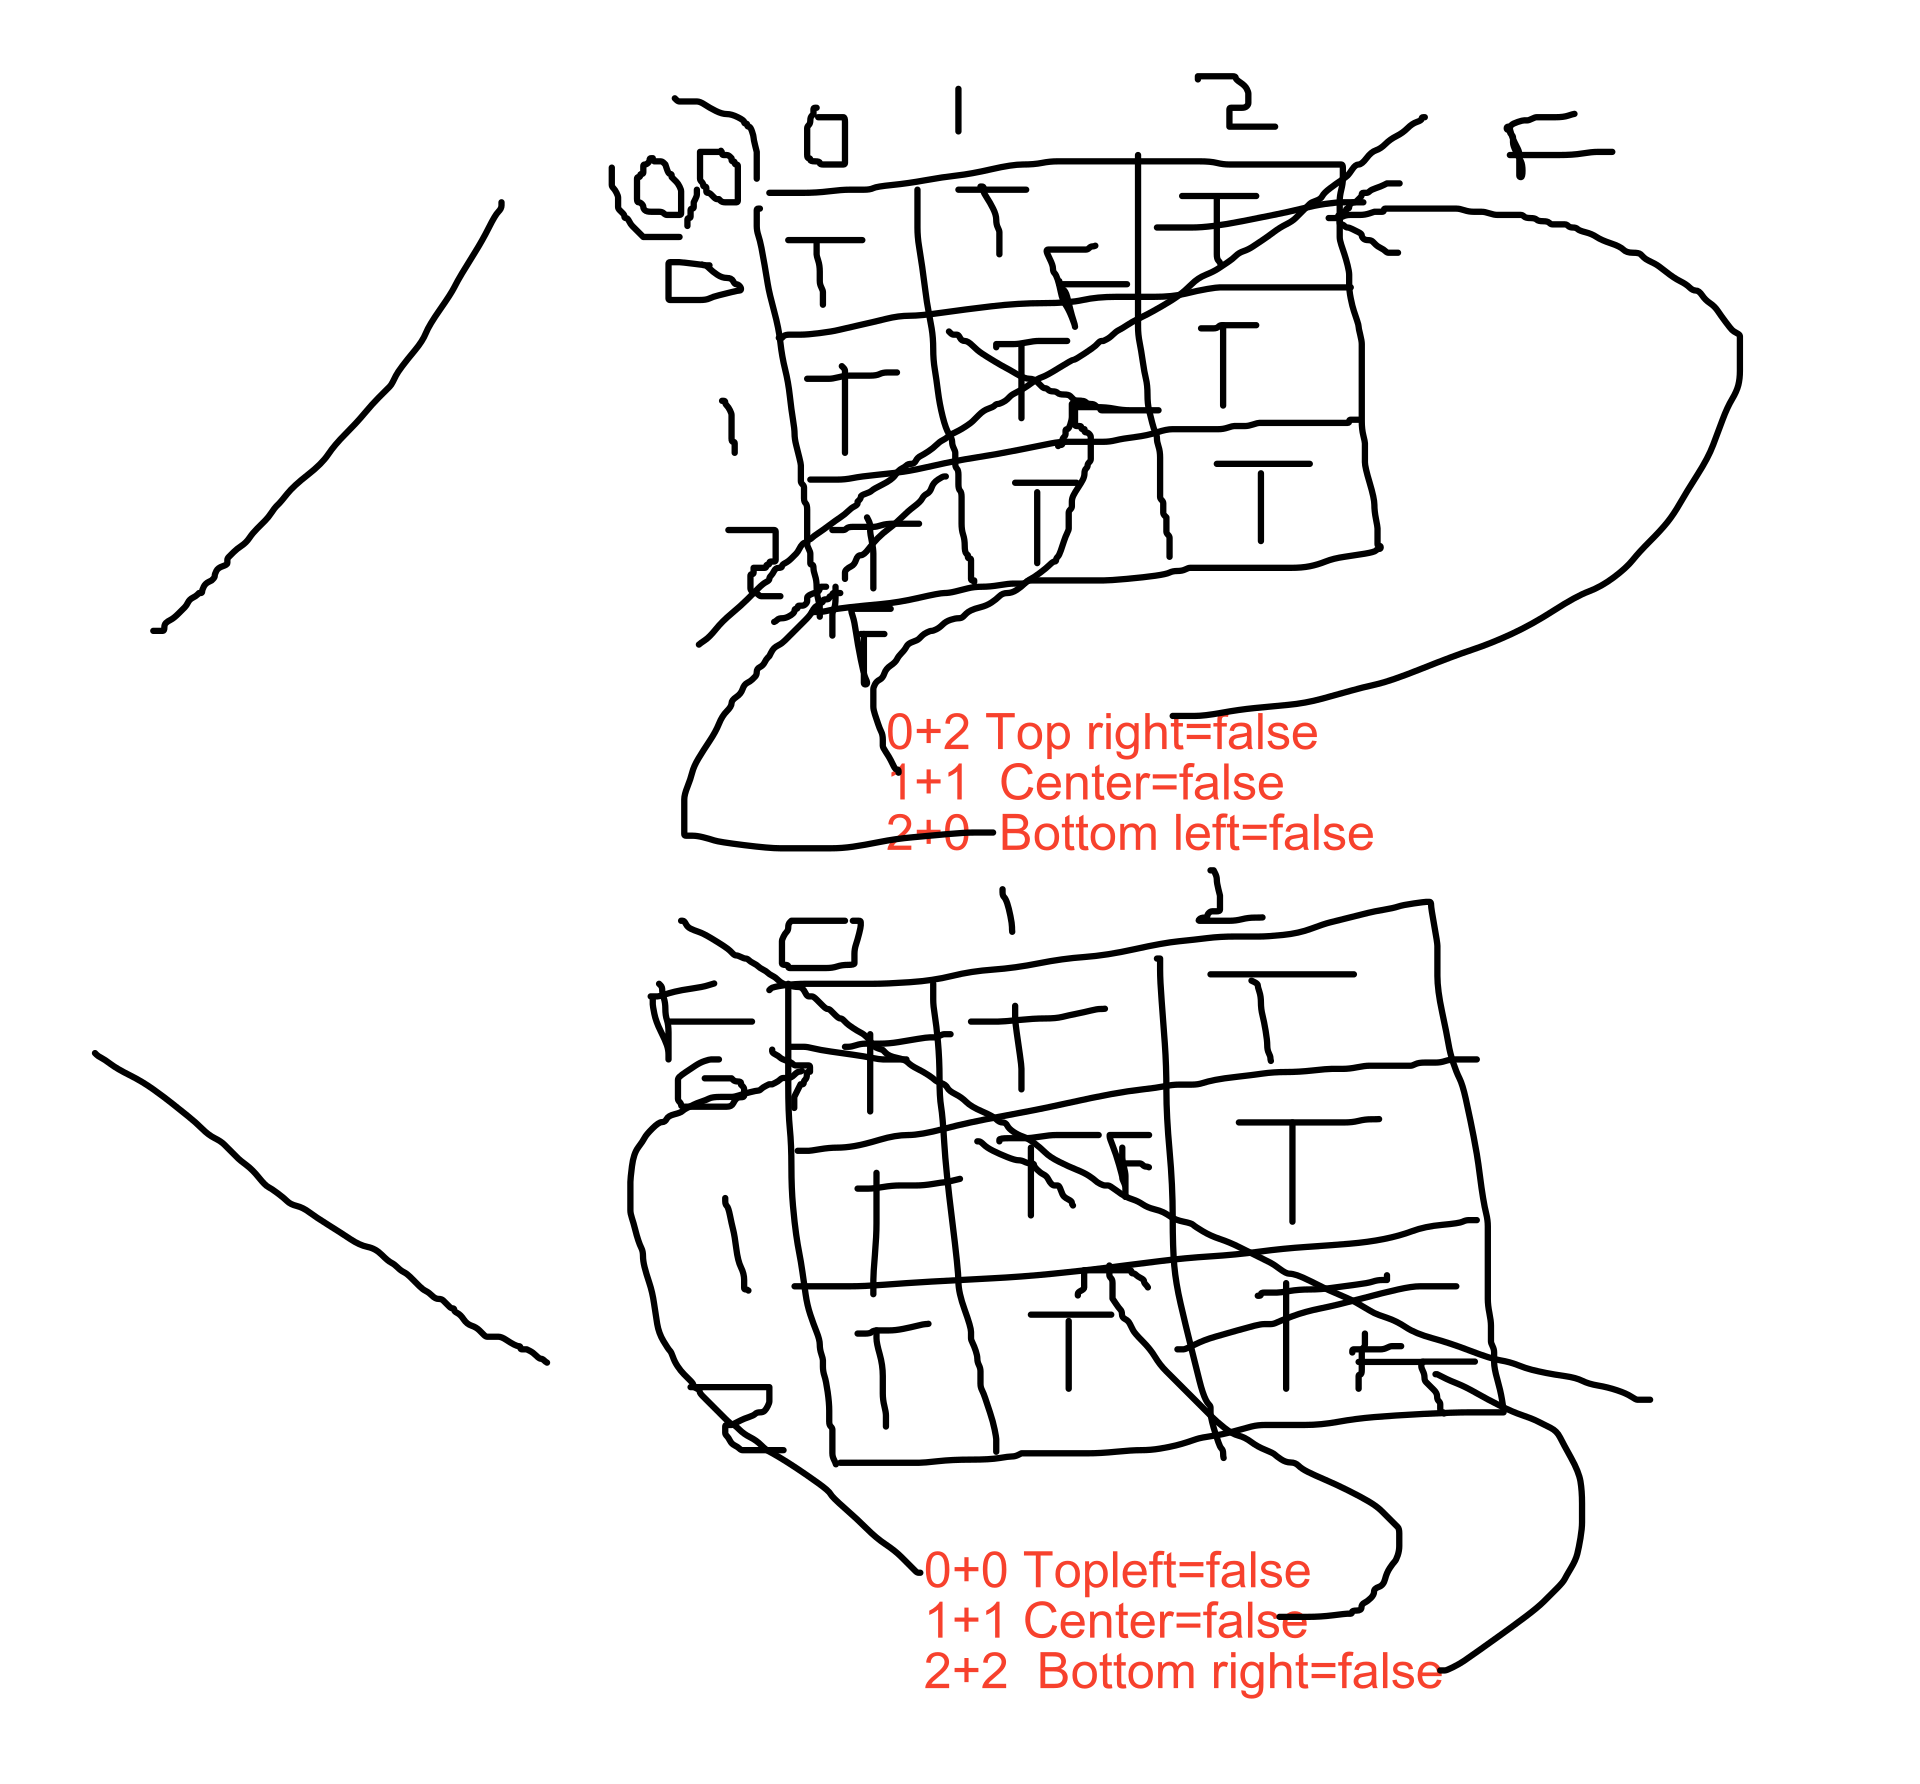 0 1 2 F
T T T
F
0
T T T
1
T T T
2
F
0+2 Top right=false
1+1 Center=false
2+0 Bottom left=false
0 1 2
F T T T
0
T T F T
1
T T T
F
2
0+0 Topleft=false
1+1 Center=false
2+2 Bottom right=false